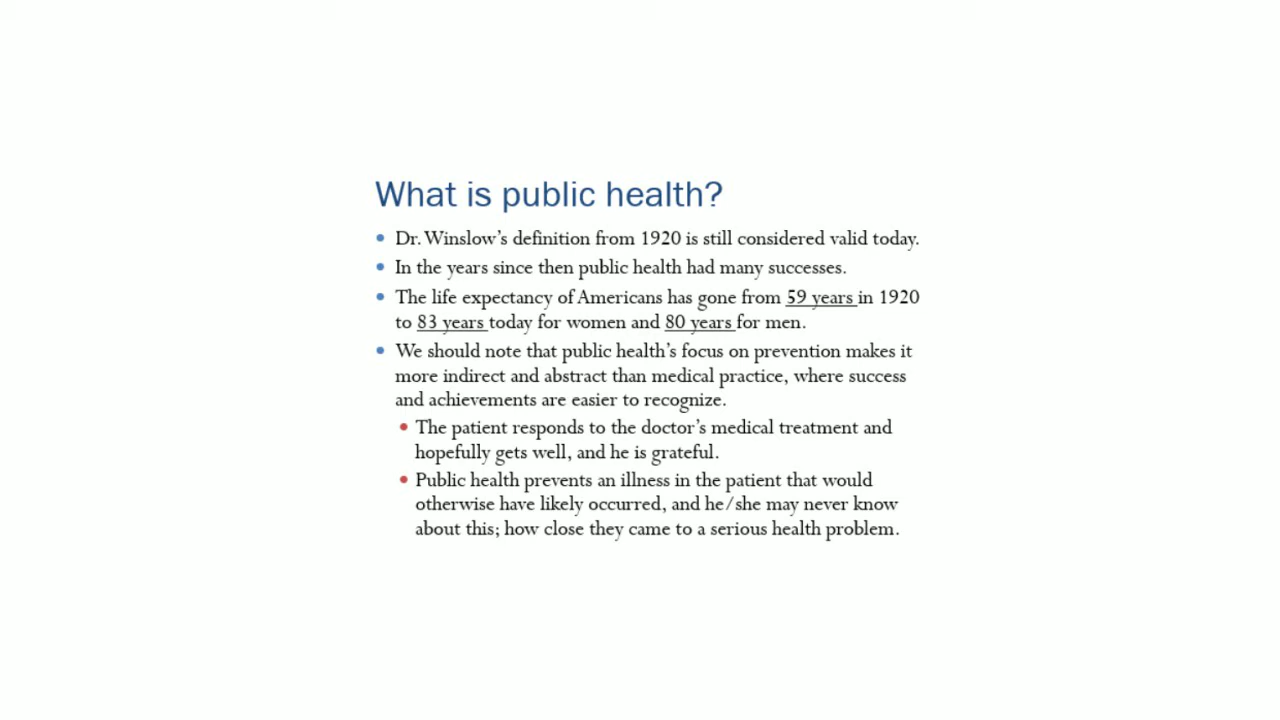 What is public health?
• Dr. Winslow's definition from 1920 is still considered valid today.
• In the years since then public health had many successes.
• The life expectancy of Americans has gone from 59 years in 1920
to 83 years today for women and 80 years for men.
• We should note that public health's focus on prevention makes it
more indirect and abstract than medical practice, where success
and achievements are easier to recognize.
• The patient responds to the doctor's medical treatment and
hopefully gets well, and he is grateful.
• Public health prevents an illness in the patient that would
otherwise have likely occurred, and he/she may never know
about this; how close they came to a serious health problem.